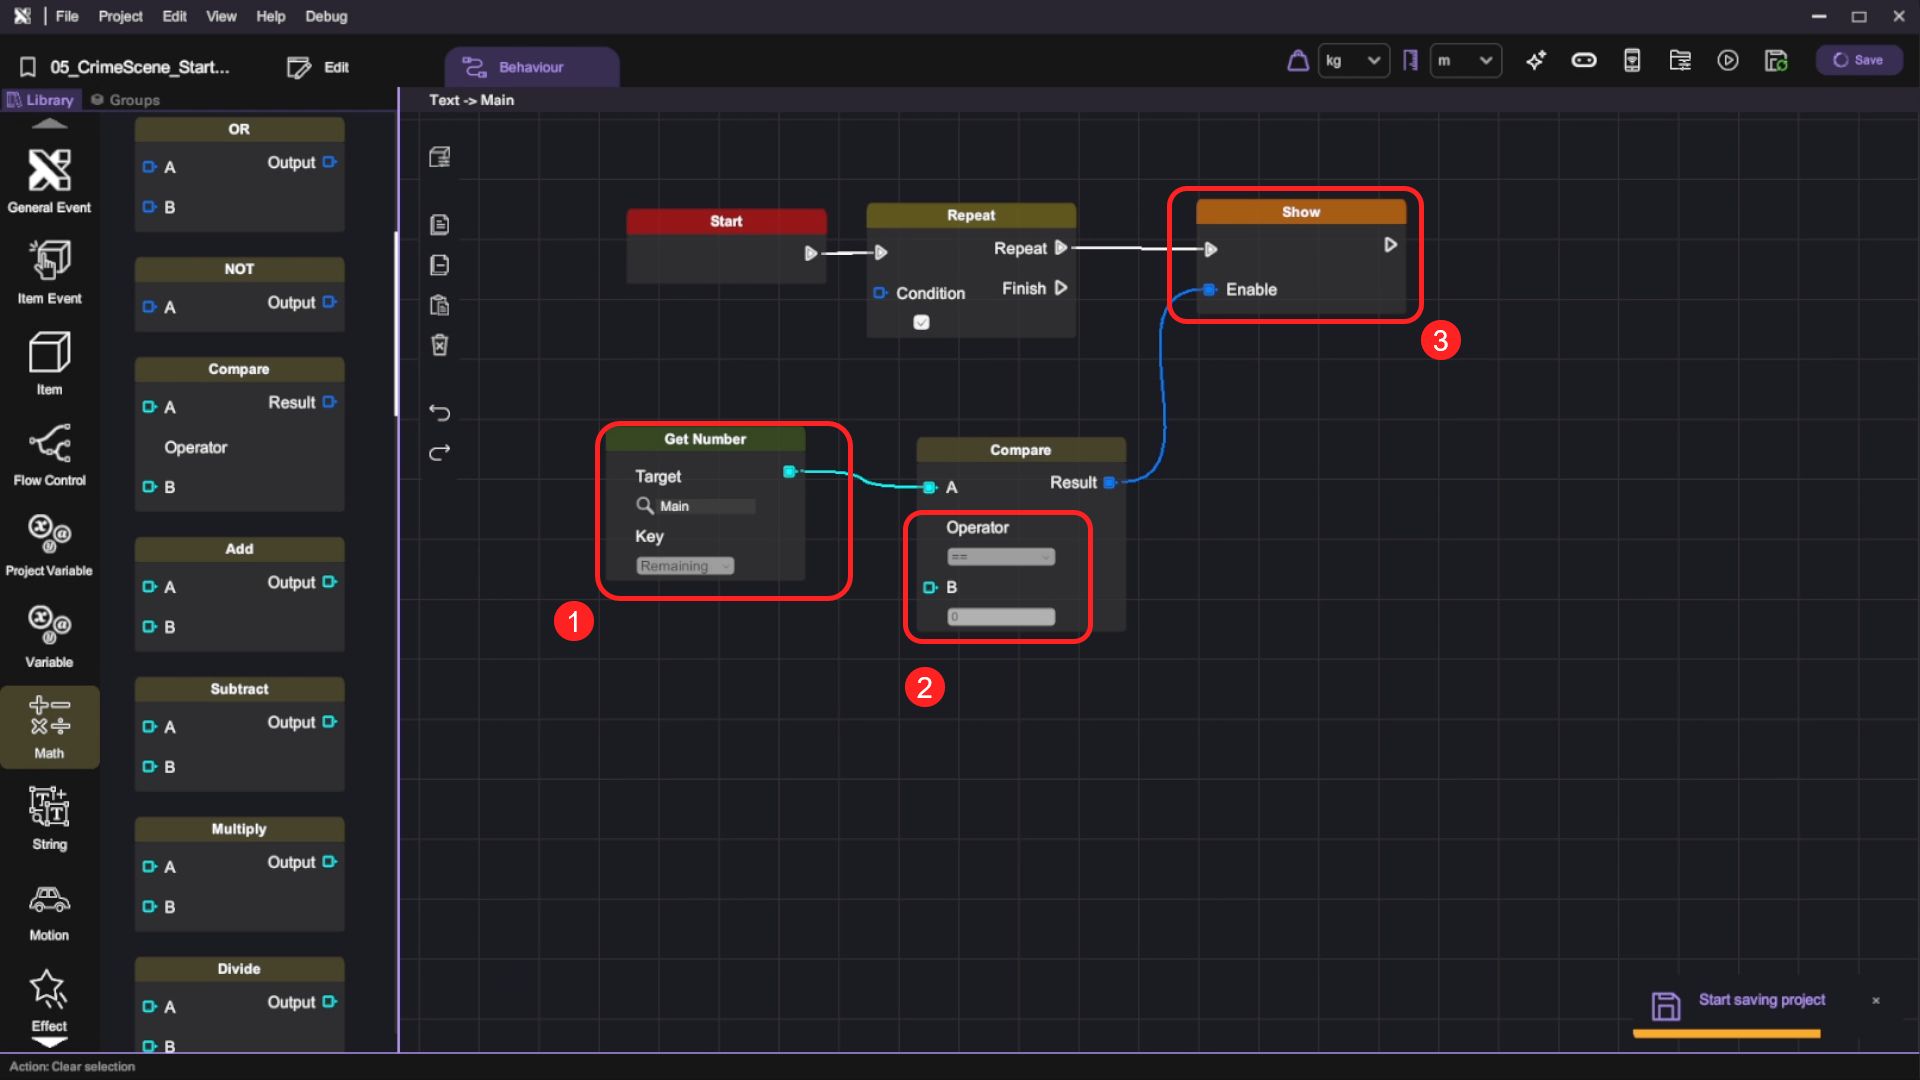 File Project Edit View Help Debug
05_CrimeScene_Start... Edit Behaviour kg m Save
Library Groups
Text -> Main
General Event
Item Event
Item
Flow Control
Project Variable
Variable
Math
String
Motion
Effect
OR
A Output
B
NOT
A Output
Compare
A Result
Operator
B
Add
A Output
B
Subtract
A Output
B
Multiply
A Output
B
Divide
A Output
B
Start
Repeat
Repeat
Condition Finish
Show
Enable
3
Get Number
Target
Main
Key
Remaining
1
Compare
A Result
Operator
==
B
0
2
Start saving project
Action: Clear selection